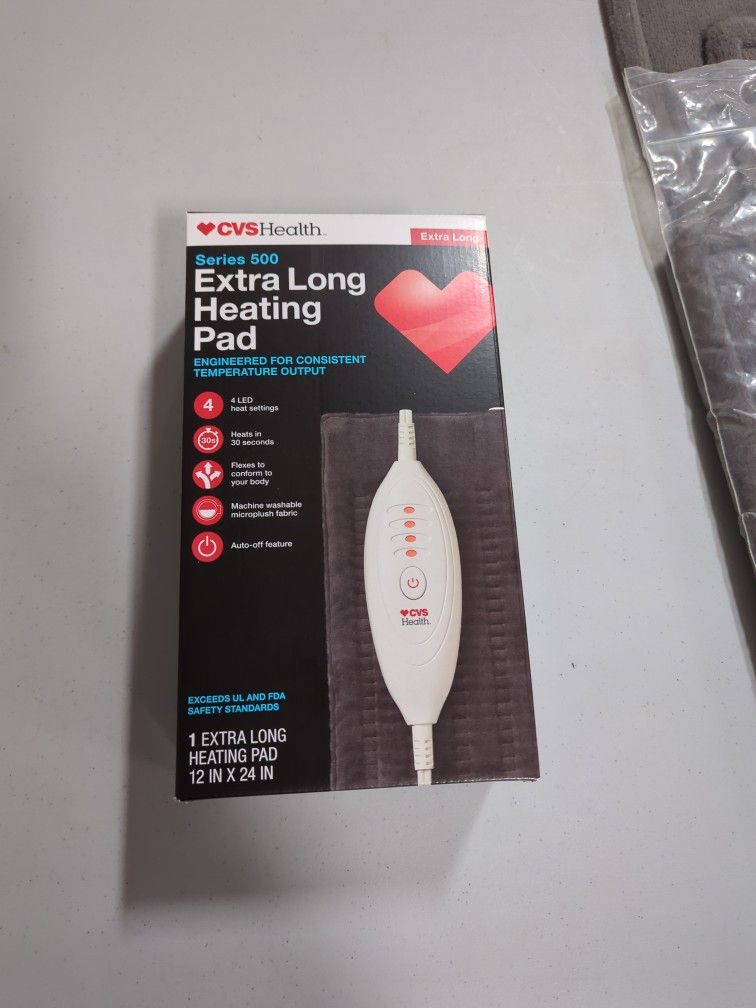 CVSHealth
Extra Long
Series 500
Extra Long
Heating
Pad
ENGINEERED FOR CONSISTENT
TEMPERATURE OUTPUT
4
4 LED
heat settings
30s
Heats in
30 seconds
Flexes to
conform to
your body
Machine washable
microplush fabric
Auto-off feature
CVS
Health.
EXCEEDS UL AND FDA
SAFETY STANDARDS
1 EXTRA LONG
HEATING PAD
12 IN X 24 IN